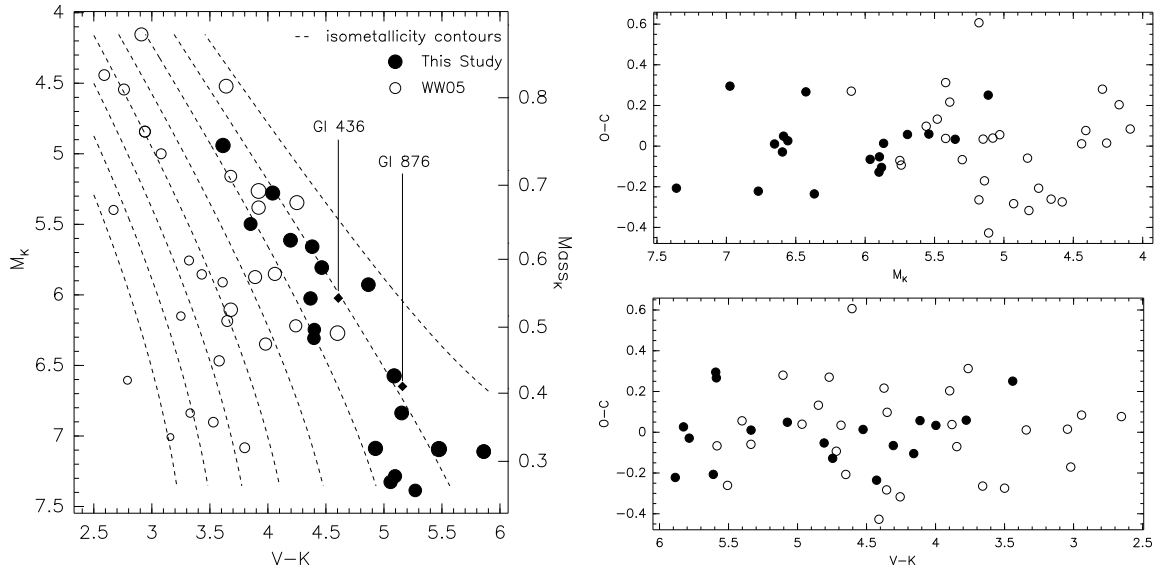 -- isometallicity contours
This Study
WW05
Gl 436
Gl 876
4
4.5
5
5.5
6
6.5
7
7.5
M_K
0.8
0.7
0.6
0.5
0.4
0.3
Mass_K
2.5 3 3.5 4 4.5 5 5.5 6
V-K
0.6
0.4
0.2
0
-0.2
-0.4
O-C
7.5 7 6.5 6 5.5 5 4.5 4
M_K
0.6
0.4
0.2
0
-0.2
-0.4
O-C
6 5.5 5 4.5 4 3.5 3 2.5
V-K